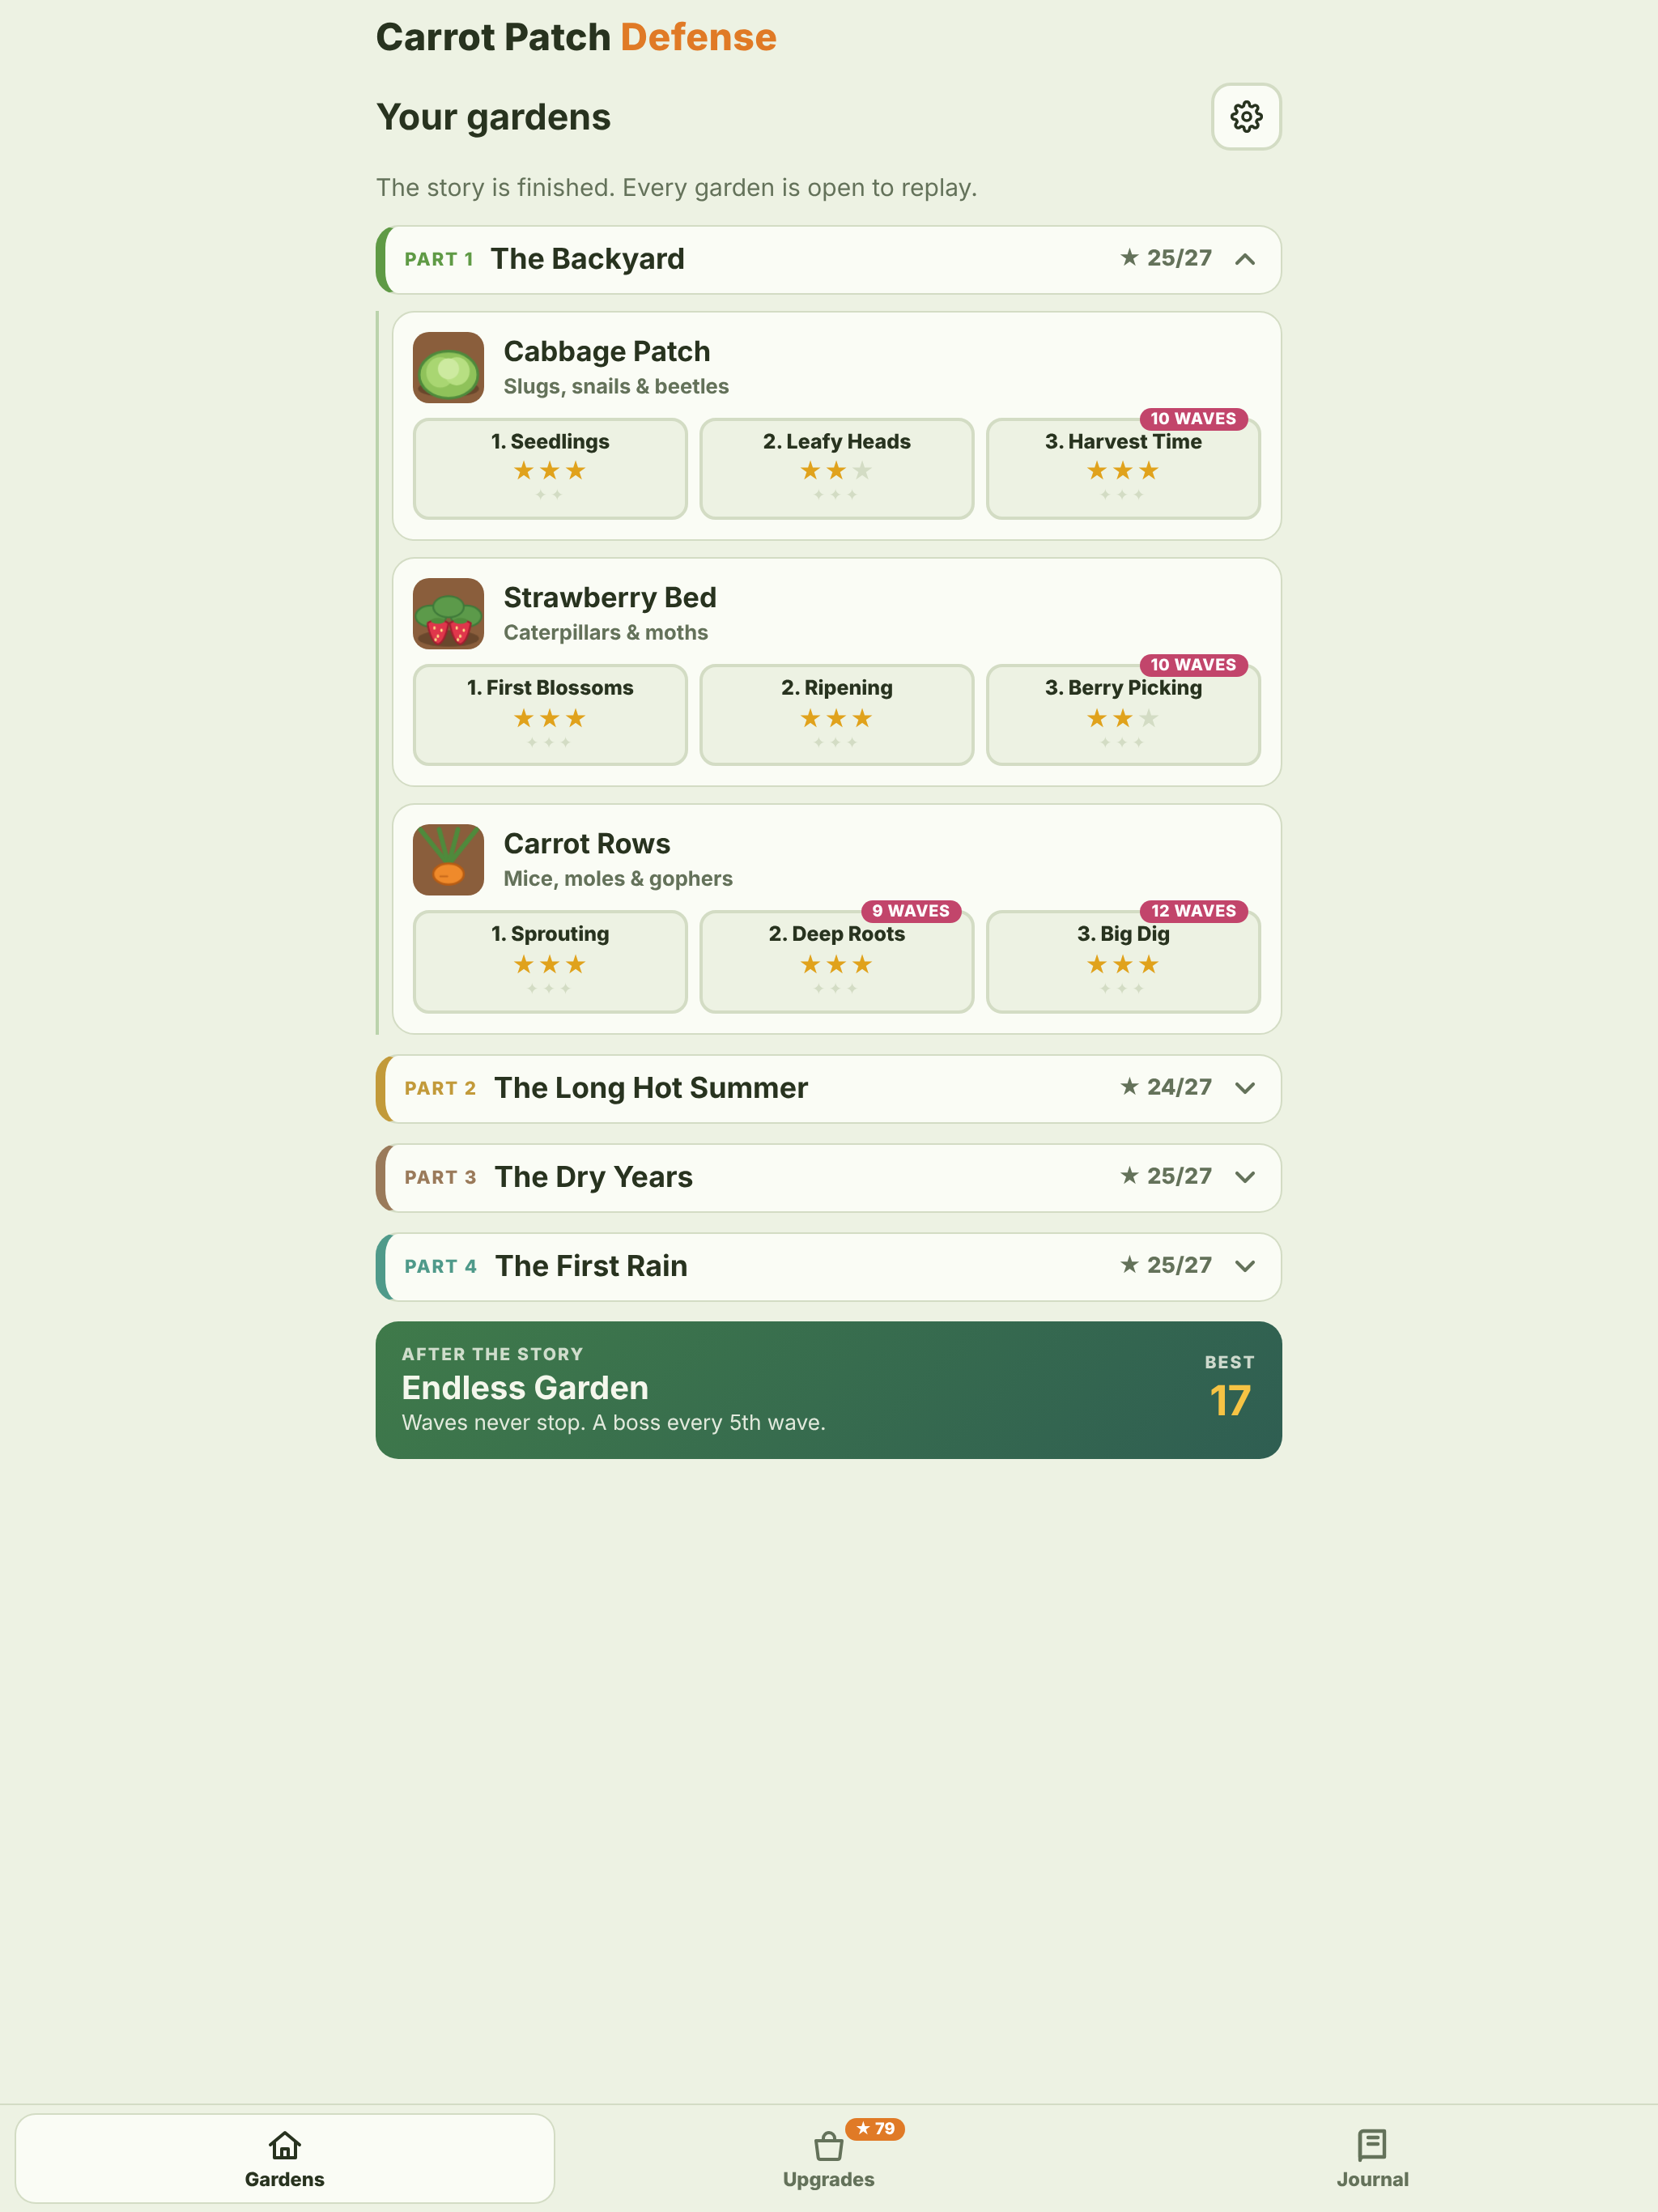 Carrot Patch Defense
Your gardens
The story is finished. Every garden is open to replay.
PART 1 The Backyard ★ 25/27
Cabbage Patch
Slugs, snails & beetles
1. Seedlings
2. Leafy Heads
10 WAVES
3. Harvest Time
Strawberry Bed
Caterpillars & moths
1. First Blossoms
2. Ripening
10 WAVES
3. Berry Picking
Carrot Rows
Mice, moles & gophers
1. Sprouting
9 WAVES
2. Deep Roots
12 WAVES
3. Big Dig
PART 2 The Long Hot Summer ★ 24/27
PART 3 The Dry Years ★ 25/27
PART 4 The First Rain ★ 25/27
AFTER THE STORY
Endless Garden
Waves never stop. A boss every 5th wave.
BEST
17
Gardens
★ 79
Upgrades
Journal